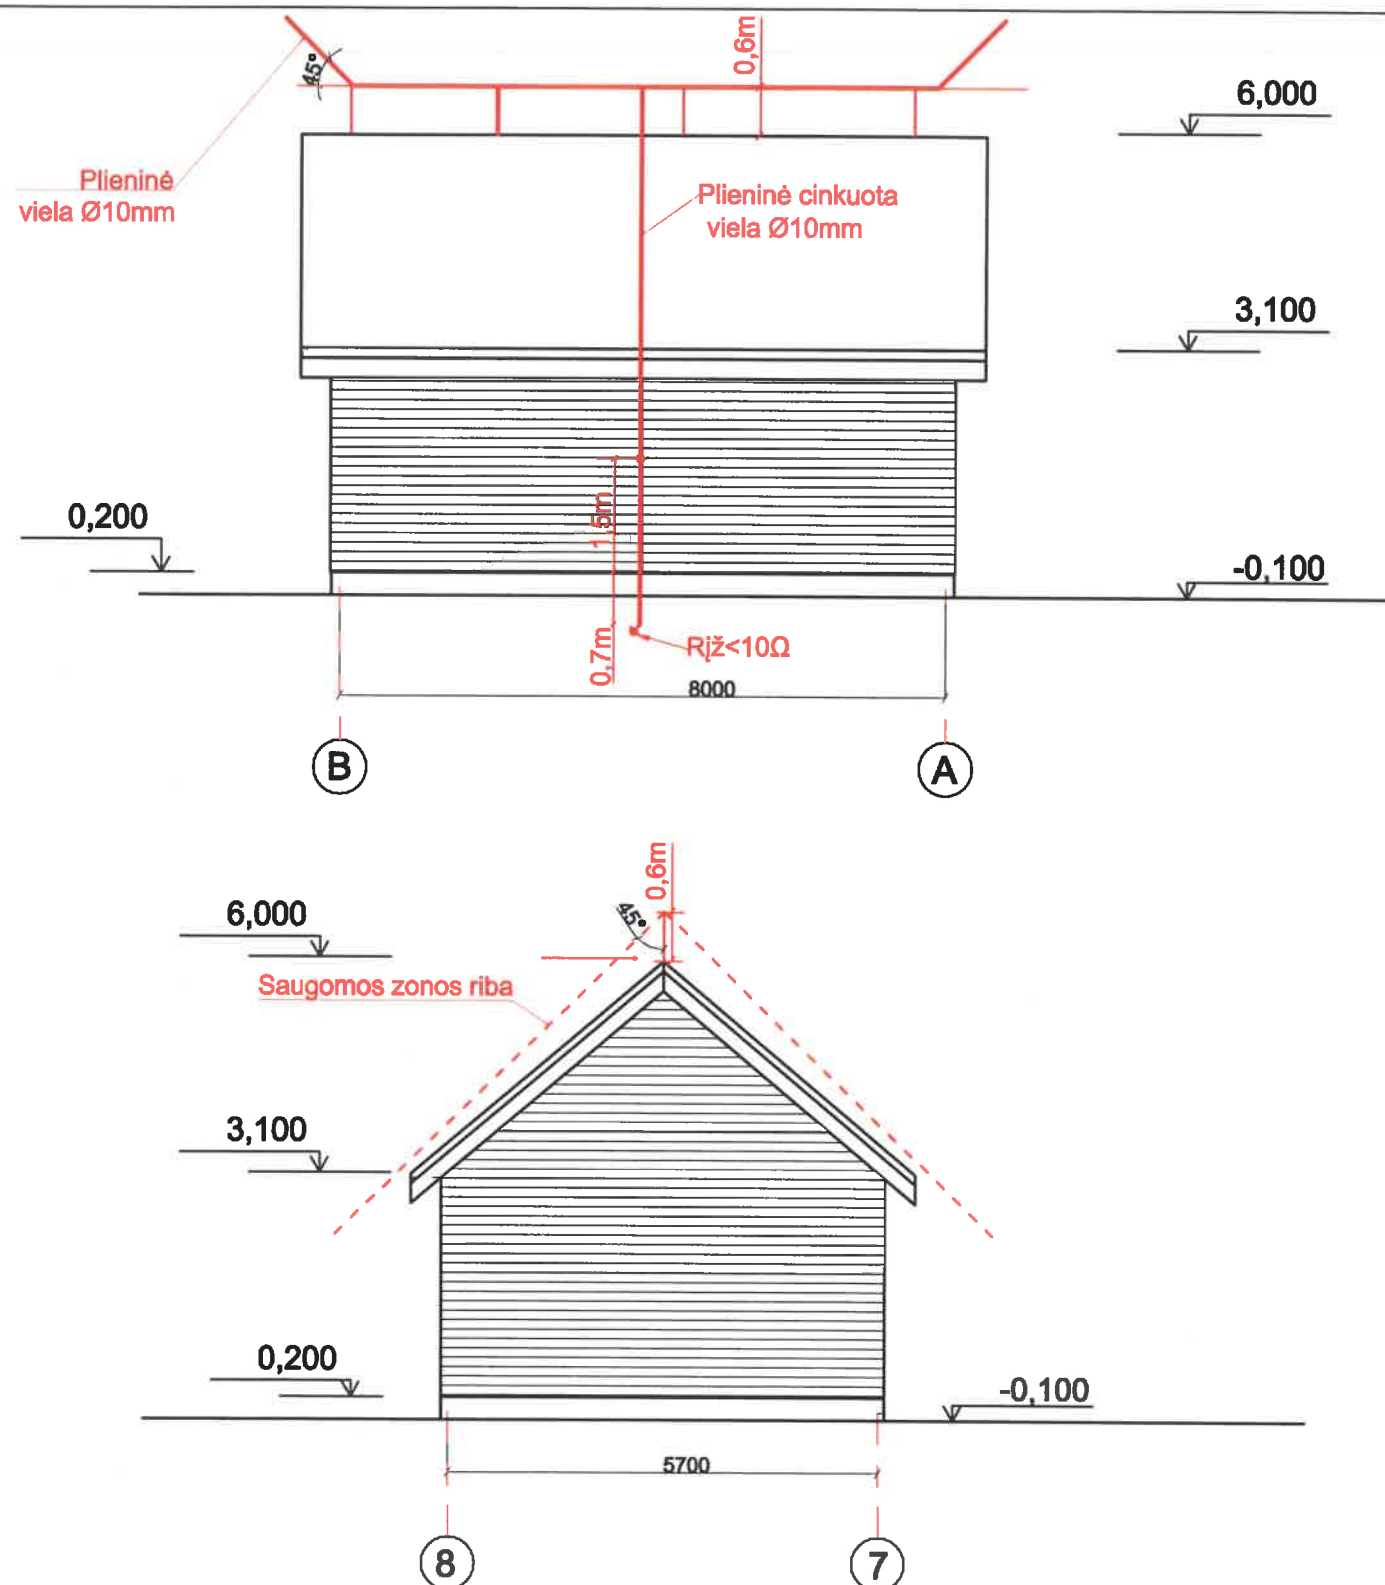 0,6m
45°
6,000
Plieninė
viela Ø10mm
Plieninė cinkuota
viela Ø10mm
3,100
0,200
1,5m
-0,100
0,7m
Rįž<10Ω
8000
B
A
0,6m
45°
6,000
Saugomos zonos riba
3,100
0,200
-0,100
5700
8
7